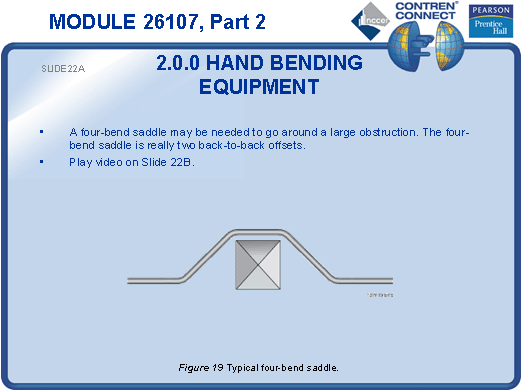 MODULE 26107, Part 2
nccer
CONTREN®
CONNECT
PEARSON
Prentice
Hall
SLIDE 22A
2.0.0 HAND BENDING
EQUIPMENT
• A four-bend saddle may be needed to go around a large obstruction. The four-
bend saddle is really two back-to-back offsets.
• Play video on Slide 22B.
Figure 19 Typical four-bend saddle.